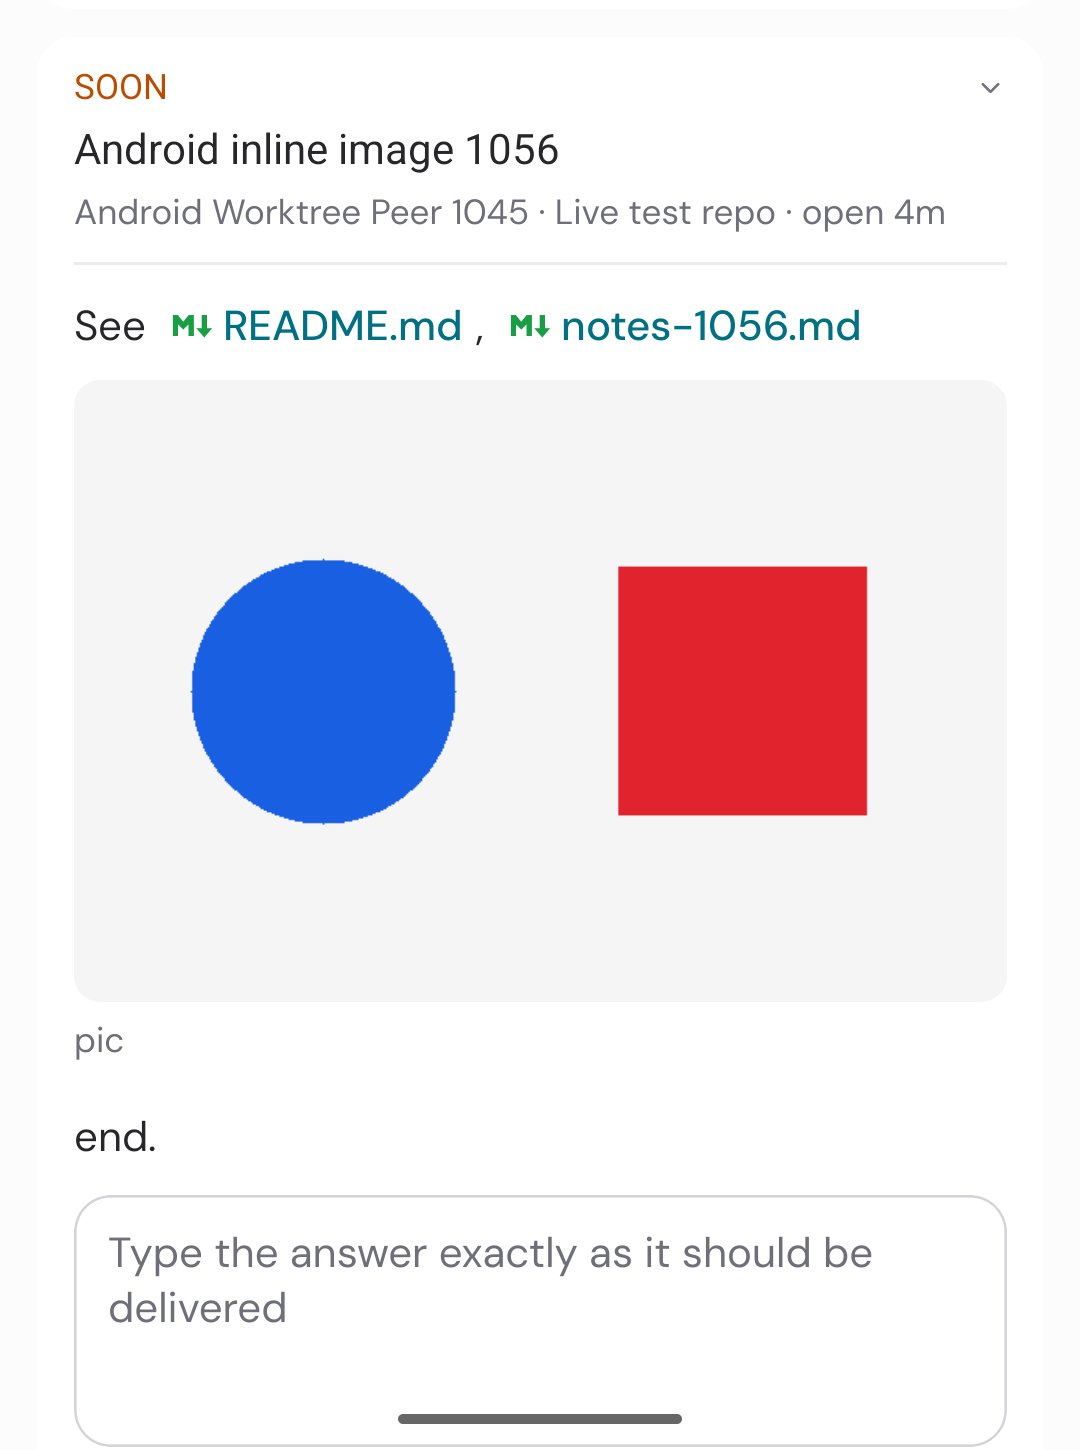 SOON
Android inline image 1056
Android Worktree Peer 1045 · Live test repo · open 4m
See M↓ README.md , M↓ notes-1056.md
pic
end.
Type the answer exactly as it should be
delivered